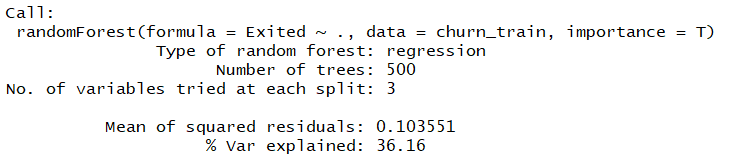 Call:
randomForest(formula = Exited ~ ., data = churn_train, importance = T)
Type of random forest: regression
Number of trees: 500
No. of variables tried at each split: 3
Mean of squared residuals: 0.103551
% Var explained: 36.16